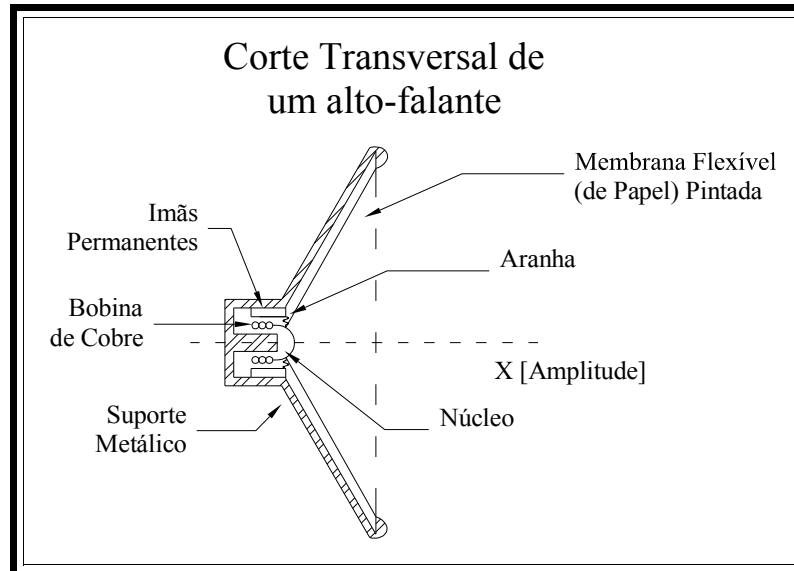 Corte Transversal de
um alto-falante
Membrana Flexível
(de Papel) Pintada
Imãs
Permanentes
Aranha
Bobina
de Cobre
X [Amplitude]
Núcleo
Suporte
Metálico